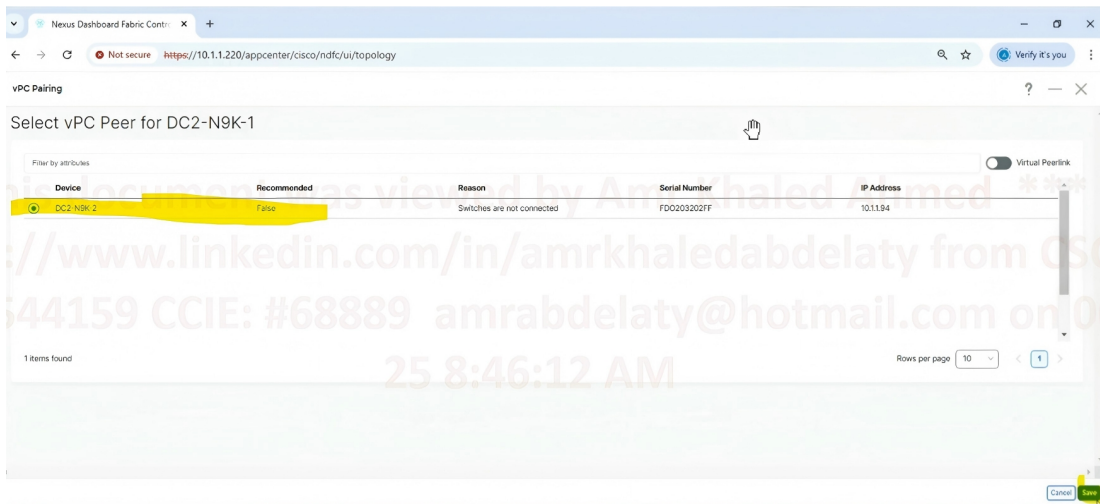 Nexus Dashboard Fabric Contro
Not secure https://10.1.1.220/appcenter/cisco/ndfc/ui/topology
Verify it's you
vPC Pairing
Select vPC Peer for DC2-N9K-1
Filter by attributes
Virtual Peerlink
Device Recommended Reason Serial Number IP Address
DC2-N9K-2 False Switches are not connected FDO203202FF 10.1.1.94
document was viewed by Amr Khaled Ahmed ****
://www.linkedin.com/in/amrkhaledabdelaty from CSC
644159 CCIE: #68889 amrabdelaty@hotmail.com on 0
25 8:46:12 AM
1 items found
Rows per page 10 1
Cancel Save